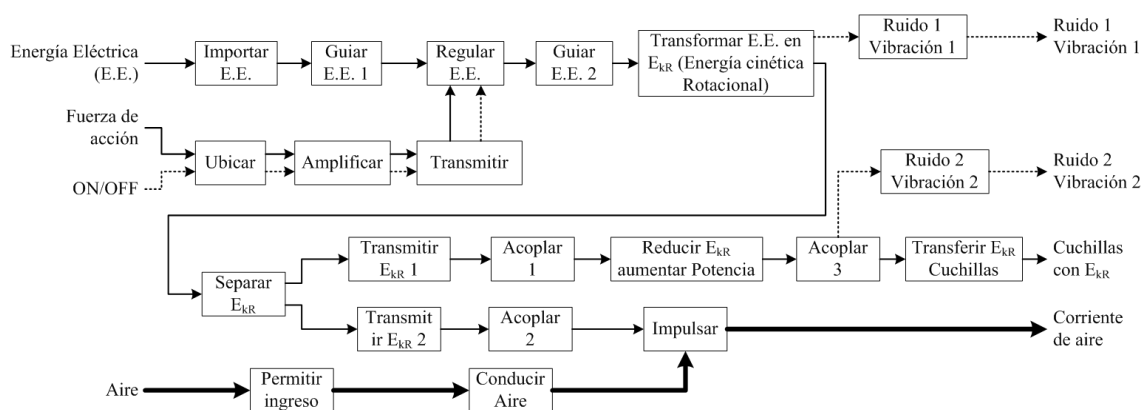 Energía Eléctrica
(E.E.)
Importar
E.E.
Guiar
E.E. 1
Regular
E.E.
Guiar
E.E. 2
Transformar E.E. en
EkR (Energía cinética
Rotacional)
Ruido 1
Vibración 1
Ruido 1
Vibración 1
Fuerza de
acción
ON/OFF
Ubicar
Amplificar
Transmitir
Ruido 2
Vibración 2
Ruido 2
Vibración 2
Separar
EkR
Transmitir
EkR 1
Acoplar
1
Reducir EkR
aumentar Potencia
Acoplar
3
Transferir EkR
Cuchillas
Cuchillas
con EkR
Transmit
ir EkR 2
Acoplar
2
Impulsar
Corriente
de aire
Aire
Permitir
ingreso
Conducir
Aire